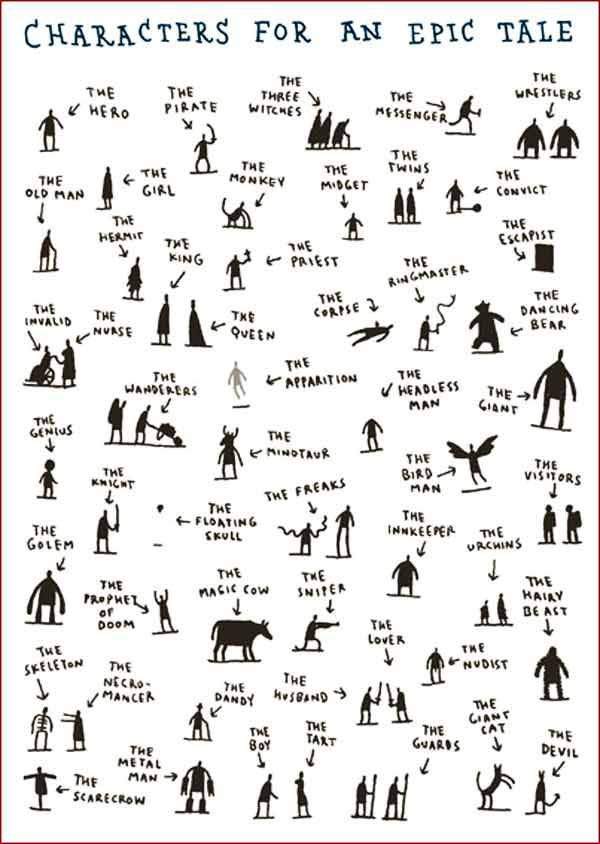 CHARACTERS FOR AN EPIC TALE
THE
HERO
THE
PIRATE
THE
THREE
WITCHES
THE
MESSENGER
THE
WRESTLERS
THE
OLD MAN
THE
GIRL
THE
MONKEY
THE
MIDGET
THE
TWINS
THE
CONVICT
THE
HERMIT
THE
KING
THE
PRIEST
THE
RINGMASTER
THE
ESCAPIST
THE
INVALID
THE
NURSE
THE
QUEEN
THE
CORPSE
THE
DANCING
BEAR
THE
WANDERERS
THE
APPARITION
THE
HEADLESS
MAN
THE
GIANT
THE
GENIUS
THE
MINOTAUR
THE
BIRD
MAN
THE
VISITORS
THE
KNIGHT
THE
FLOATING
SKULL
THE FREAKS
THE
INNKEEPER
THE
URCHINS
THE
GOLEM
THE
PROPHET
OF
DOOM
THE
MAGIC COW
THE
SNIPER
THE
HAIRY
BEAST
THE
SKELETON
THE
NECRO-
MANCER
THE
DANDY
THE
HUSBAND
THE
LOVER
THE
NUDIST
THE
SCARECROW
THE
METAL
MAN
THE
BOY
THE
TART
THE
GUARDS
THE
GIANT
CAT
THE
DEVIL